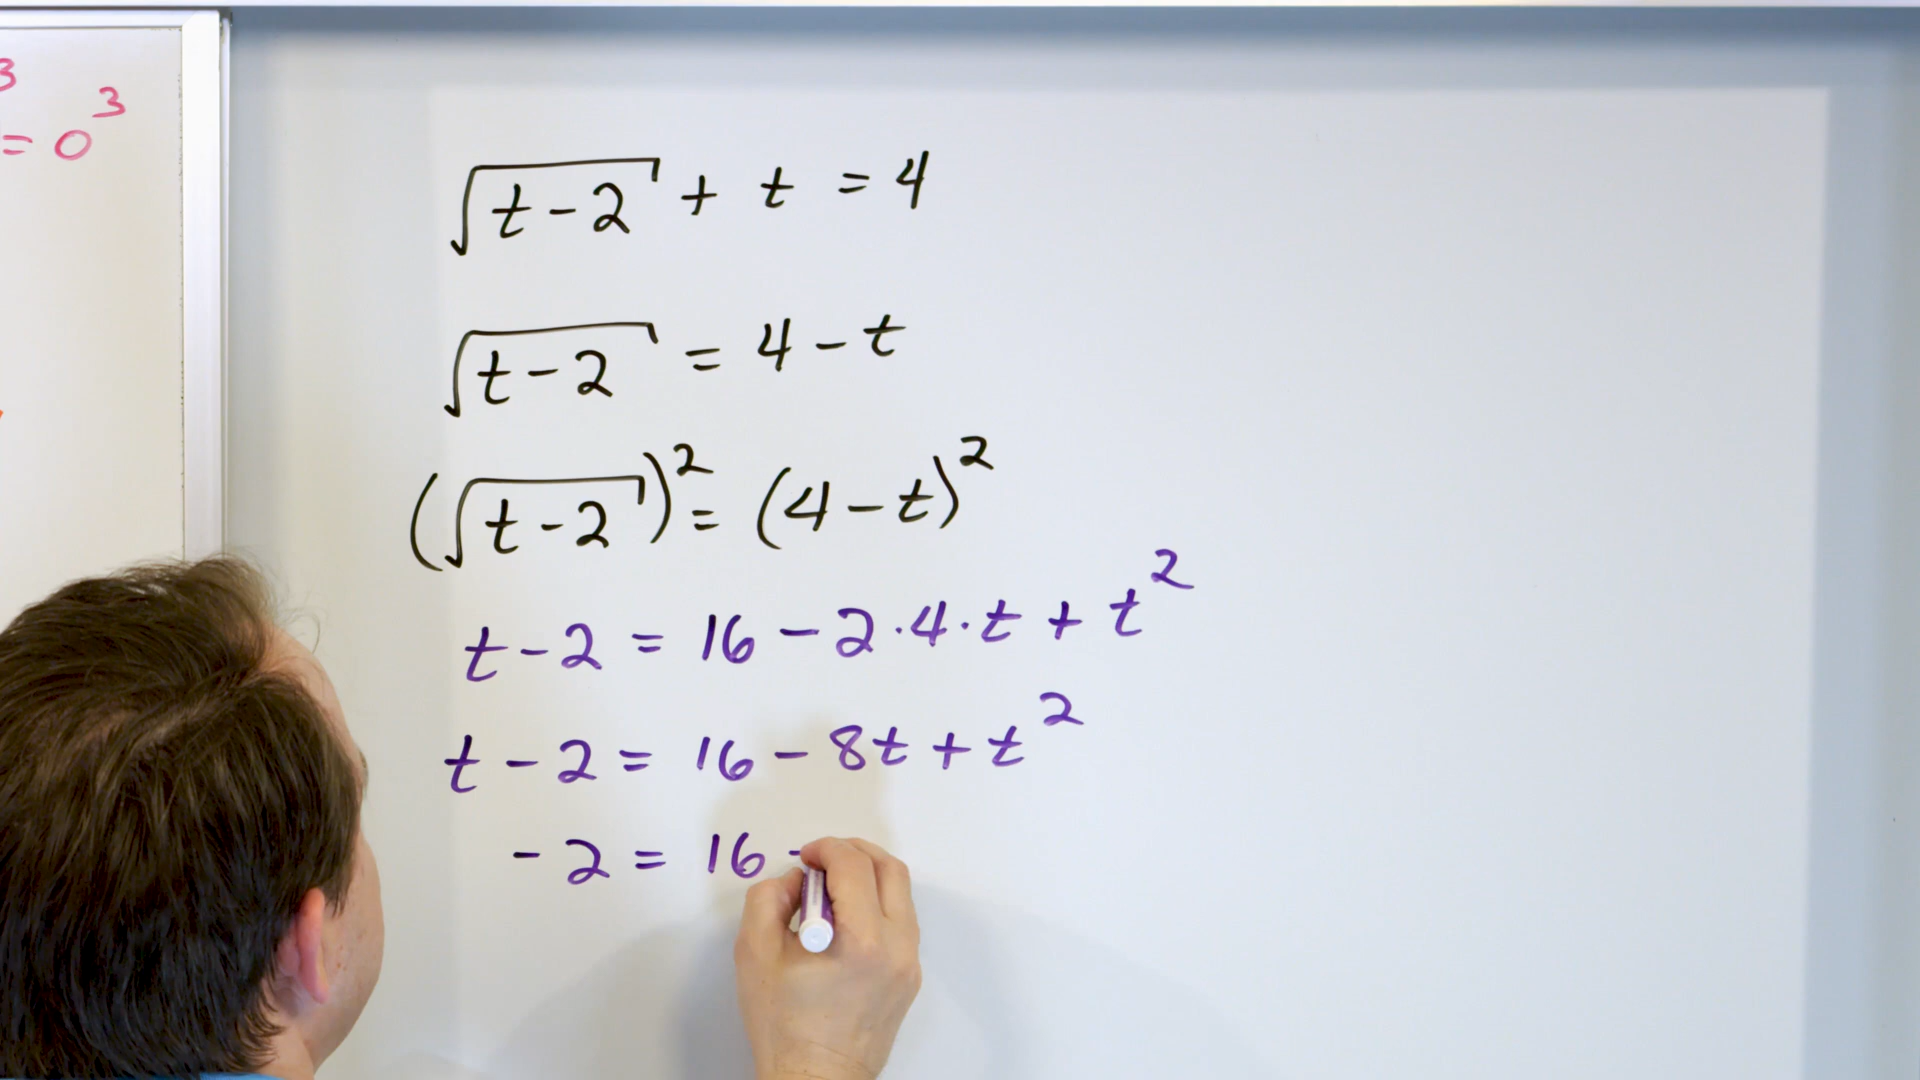 3
= 0³
√(t-2) + t = 4
√(t-2) = 4 - t
(√(t-2))² = (4 - t)²
t - 2 = 16 - 2·4·t + t²
t - 2 = 16 - 8t + t²
- 2 = 16 -